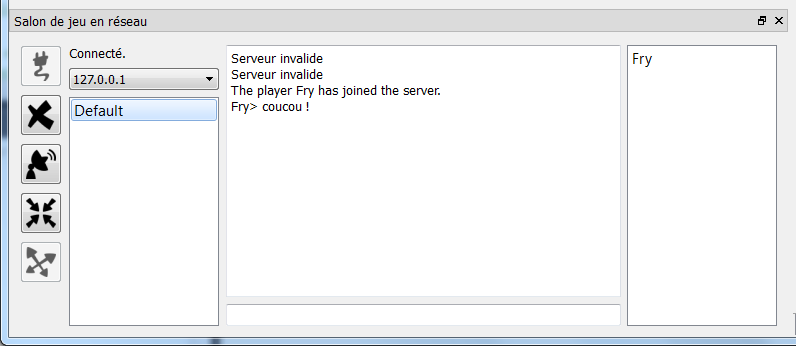 Salon de jeu en réseau
Connecté.
127.0.0.1
Default
Serveur invalide
Serveur invalide
The player Fry has joined the server.
Fry> coucou !
Fry